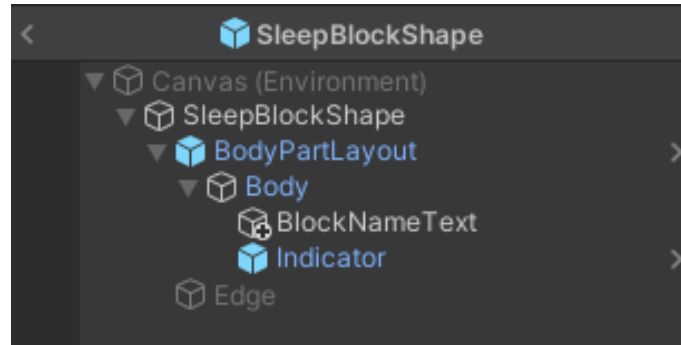 SleepBlockShape
Canvas (Environment)
SleepBlockShape
BodyPartLayout
Body
BlockNameText
Indicator
Edge